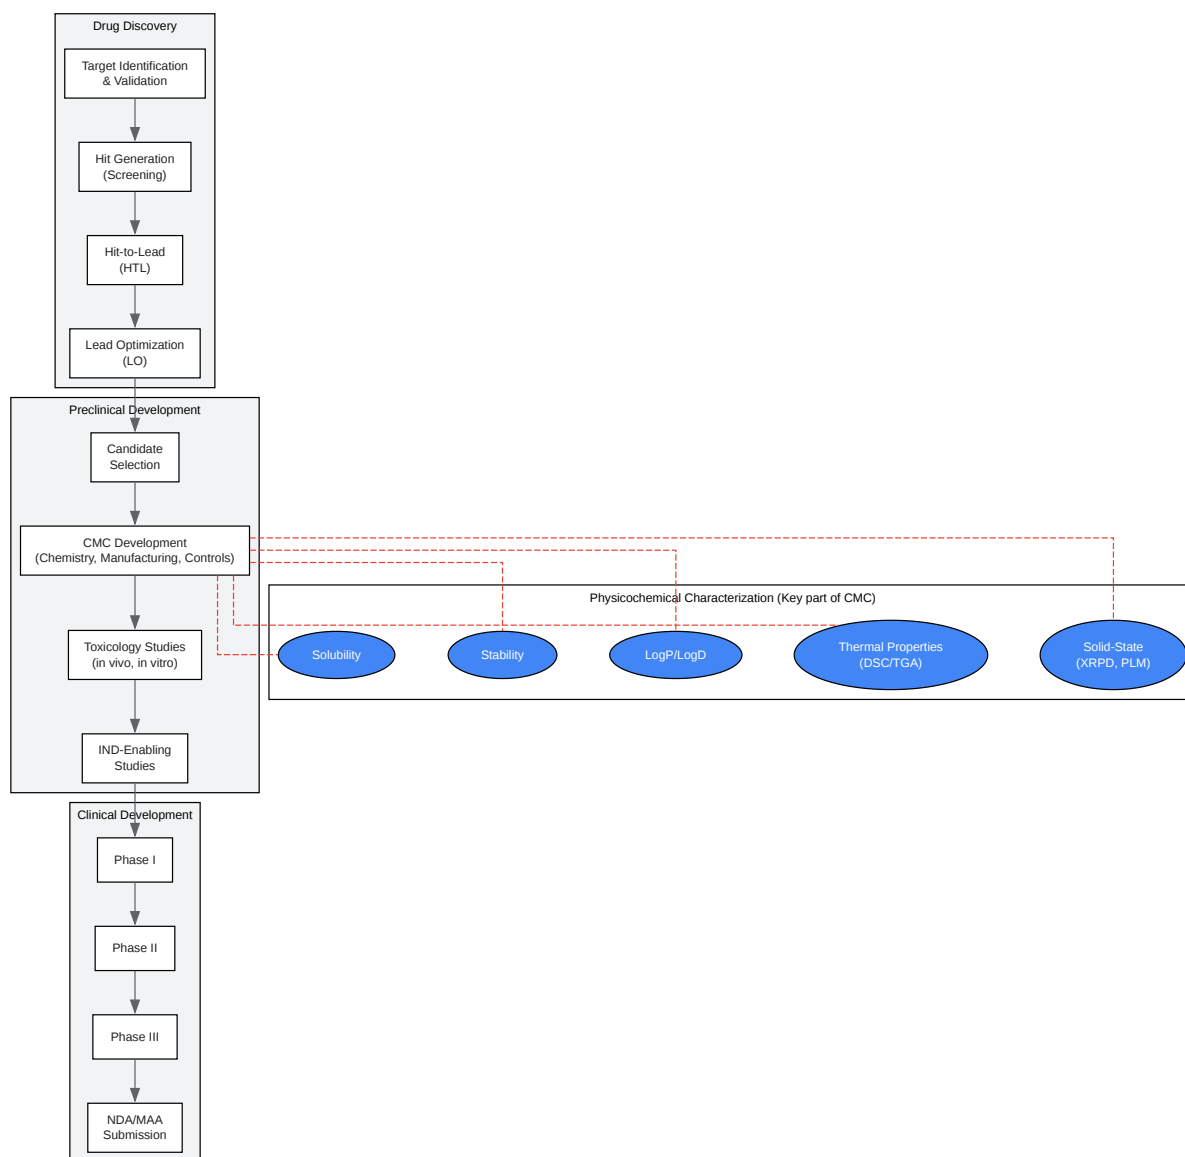 Drug Discovery
Target Identification
& Validation
Hit Generation
(Screening)
Hit-to-Lead
(HTL)
Lead Optimization
(LO)
Preclinical Development
Candidate
Selection
CMC Development
(Chemistry, Manufacturing, Controls)
Physicochemical Characterization (Key part of CMC)
Toxicology Studies
(in vivo, in vitro)
Solubility
Stability
LogP/LogD
Thermal Properties
(DSC/TGA)
Solid-State
(XRPD, PLM)
IND-Enabling
Studies
Clinical Development
Phase I
Phase II
Phase III
NDA/MAA
Submission